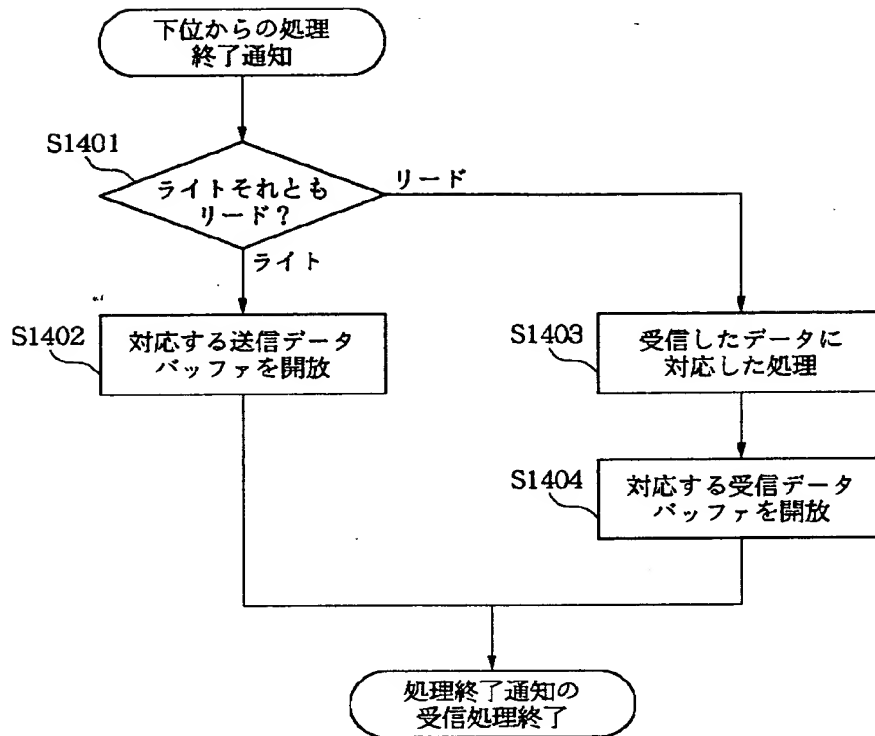 下位からの処理
終了通知
S1401
ライトそれとも
リード?
リード
ライト
S1402
対応する送信データ
バッファを開放
S1403
受信したデータに
対応した処理
S1404
対応する受信データ
バッファを開放
処理終了通知の
受信処理終了